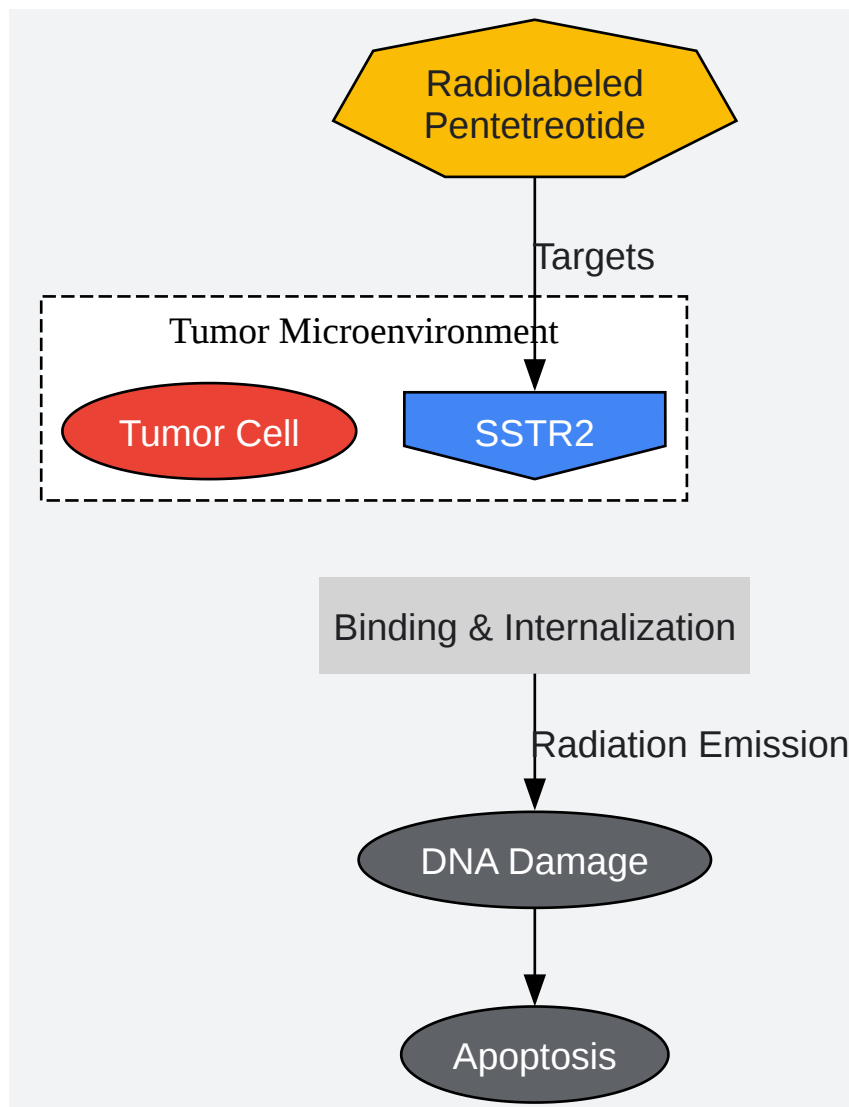 Radiolabeled
Pentetreotide
Targets
Tumor Microenvironment
Tumor Cell
SSTR2
Binding & Internalization
Radiation Emission
DNA Damage
Apoptosis